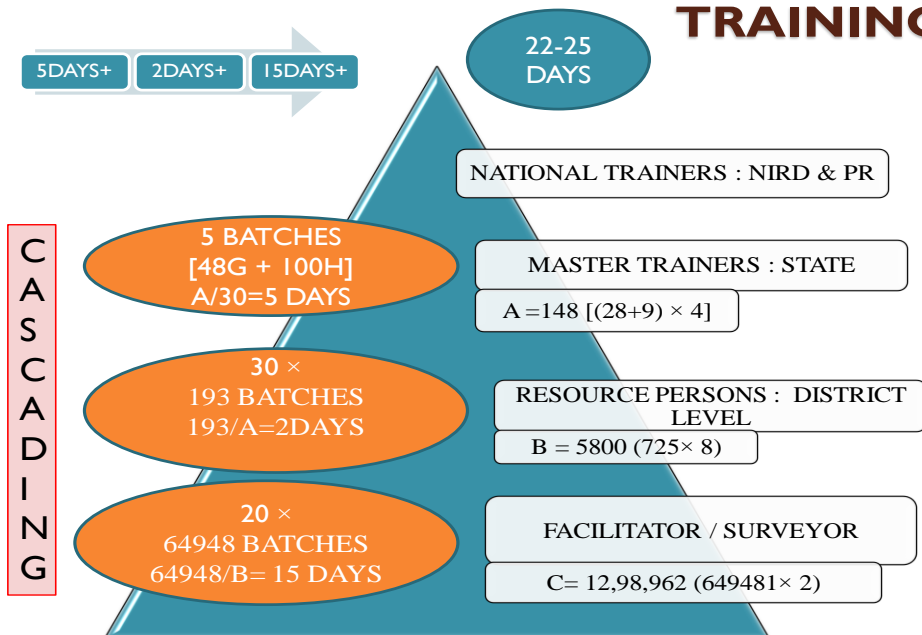 TRAINING
5DAYS+ 2DAYS+ 15DAYS+
22-25
DAYS
NATIONAL TRAINERS : NIRD & PR
CASCADING
5 BATCHES
[48G + 100H]
A/30=5 DAYS
MASTER TRAINERS : STATE
A =148 [(28+9) × 4]
30 ×
193 BATCHES
193/A=2DAYS
RESOURCE PERSONS : DISTRICT
LEVEL
B = 5800 (725× 8)
20 ×
64948 BATCHES
64948/B= 15 DAYS
FACILITATOR / SURVEYOR
C= 12,98,962 (649481× 2)